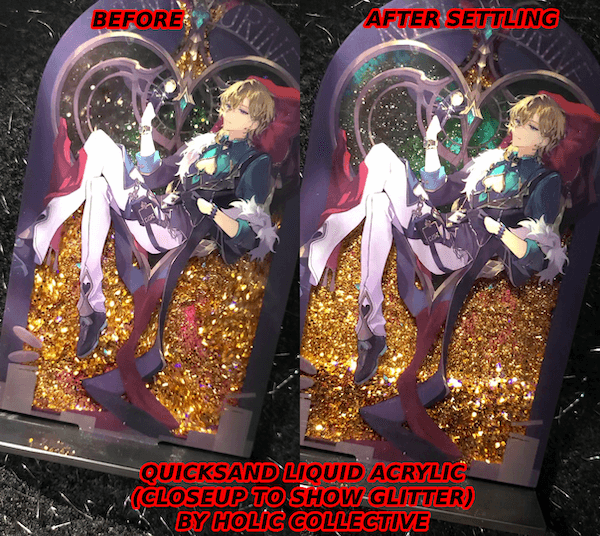 BEFORE
AFTER SETTLING
QUICKSAND LIQUID ACRYLIC
(CLOSEUP TO SHOW GLITTER)
BY HOLIC COLLECTIVE